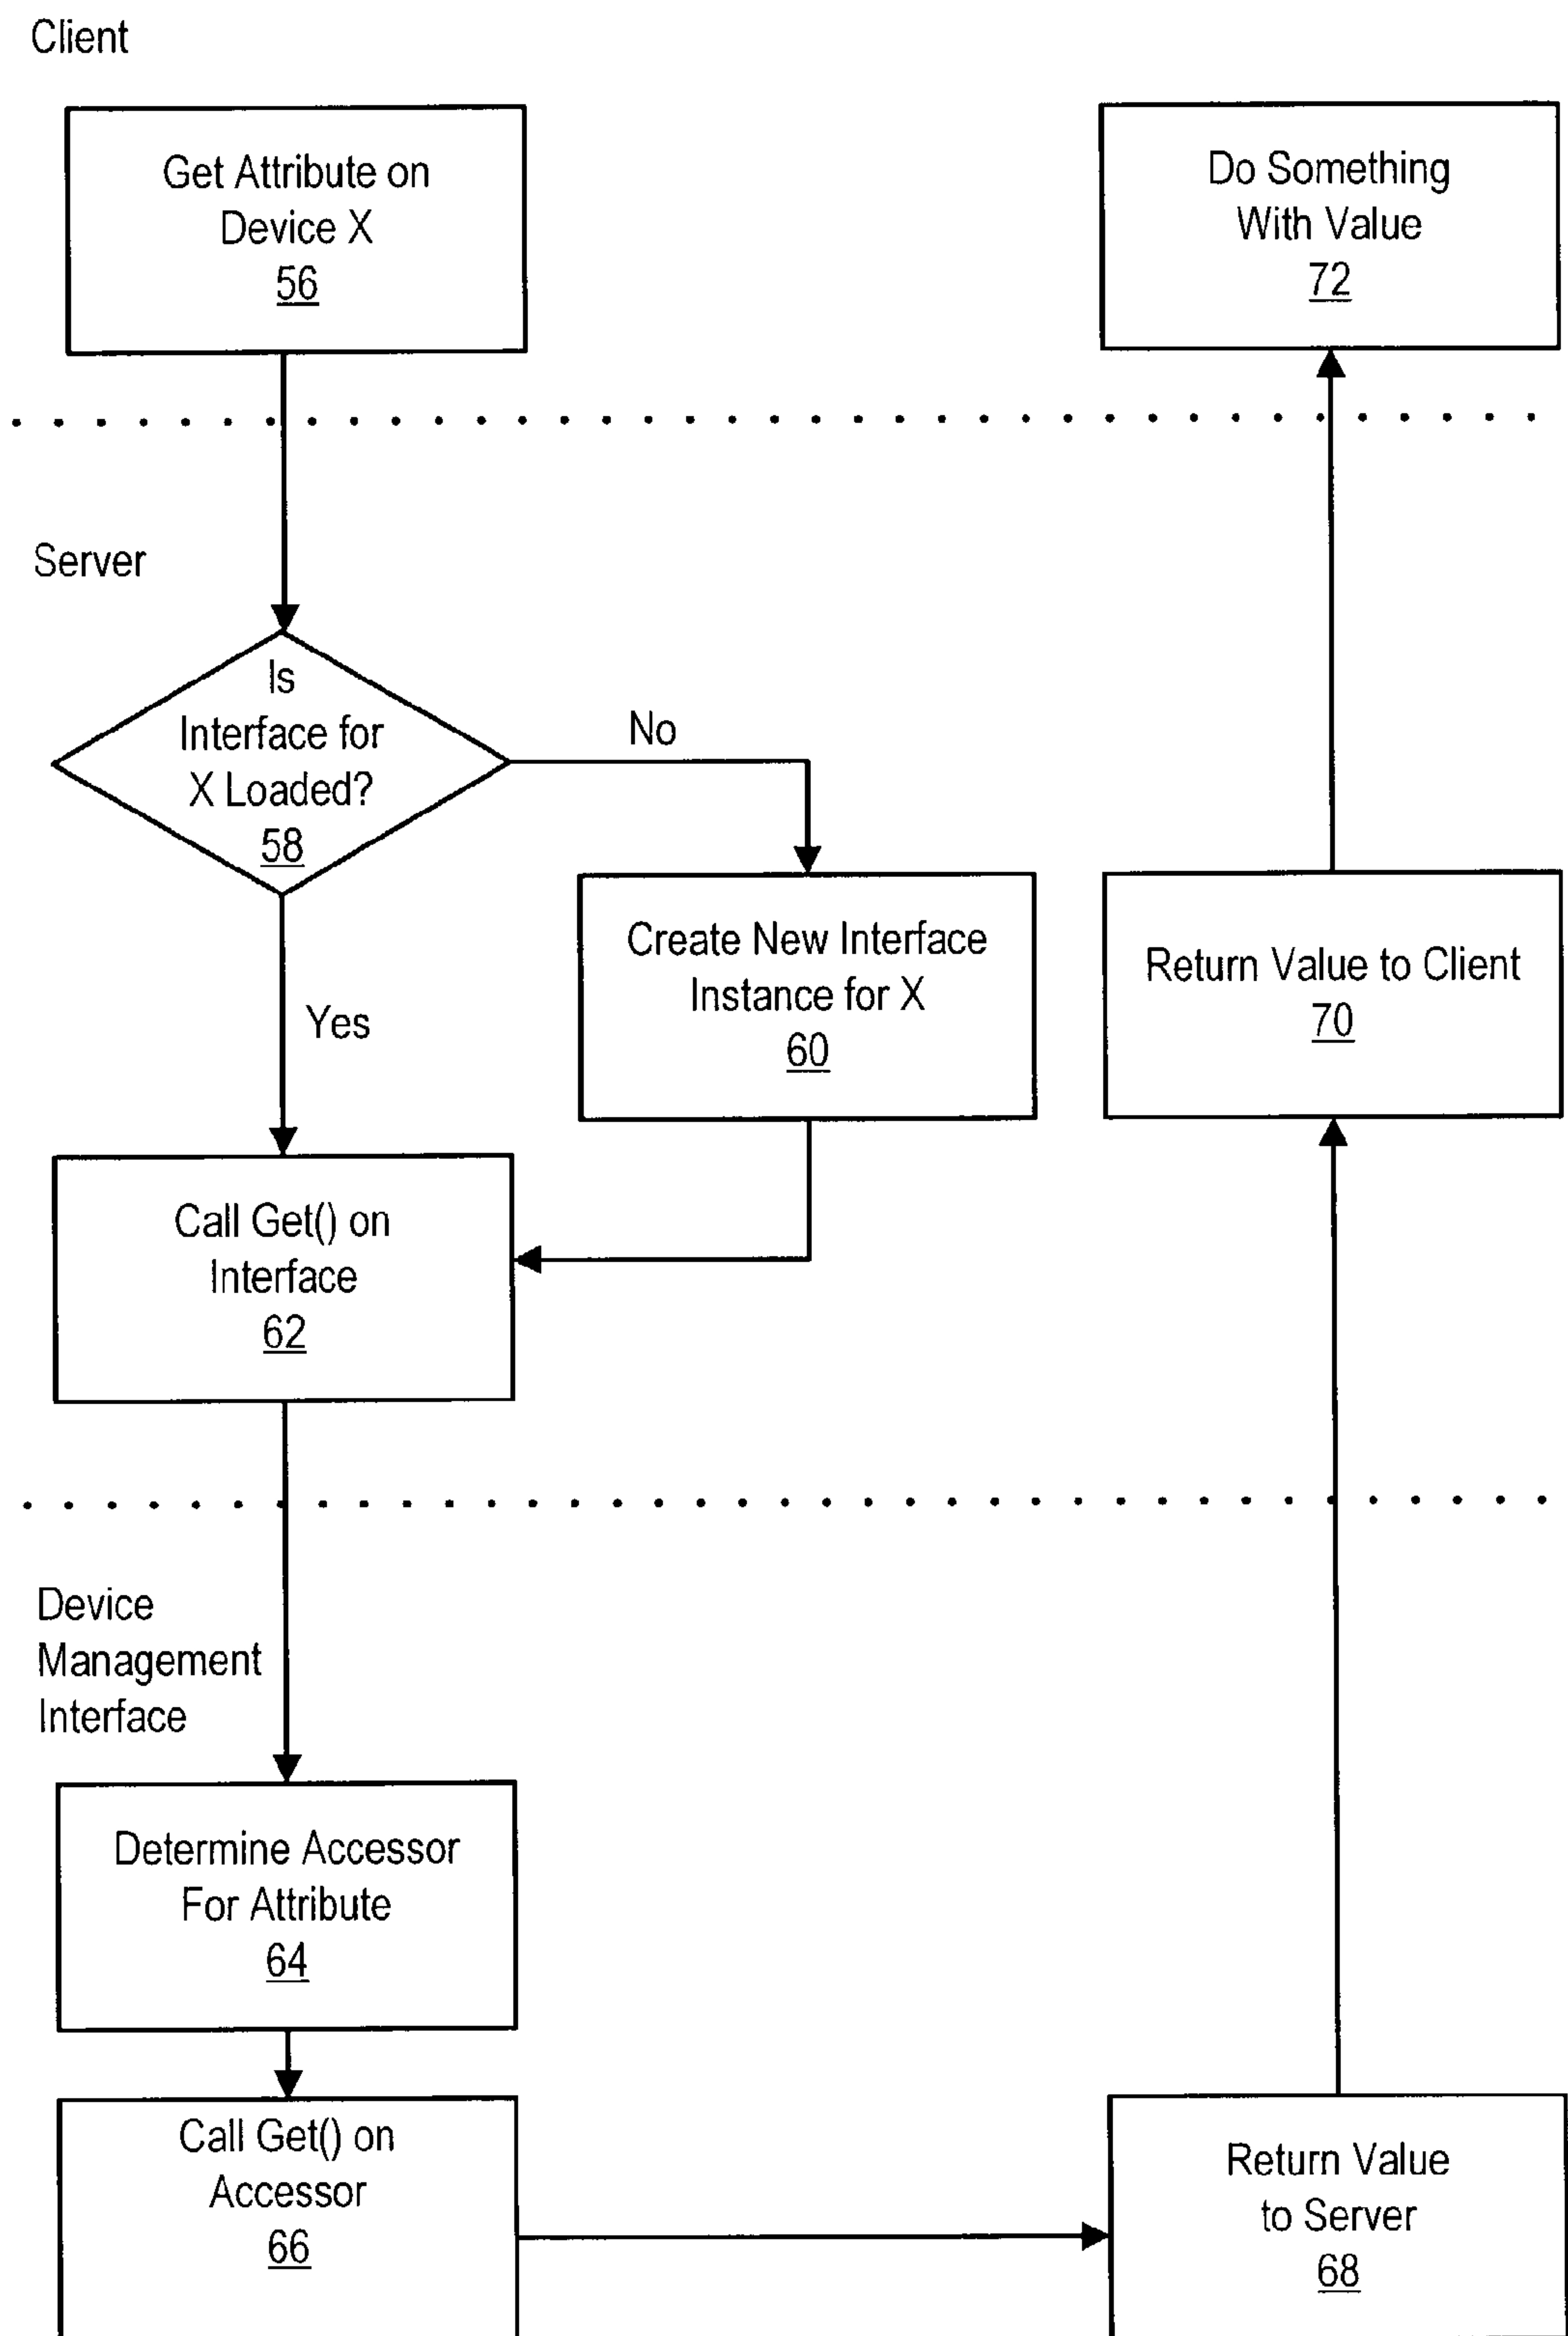 Client
Get Attribute on
Device X
56
Do Something
With Value
72
Server
Is
Interface for
X Loaded?
58
No
Yes
Create New Interface
Instance for X
60
Return Value to Client
70
Call Get() on
Interface
62
Device
Management
Interface
Determine Accessor
For Attribute
64
Call Get() on
Accessor
66
Return Value
to Server
68